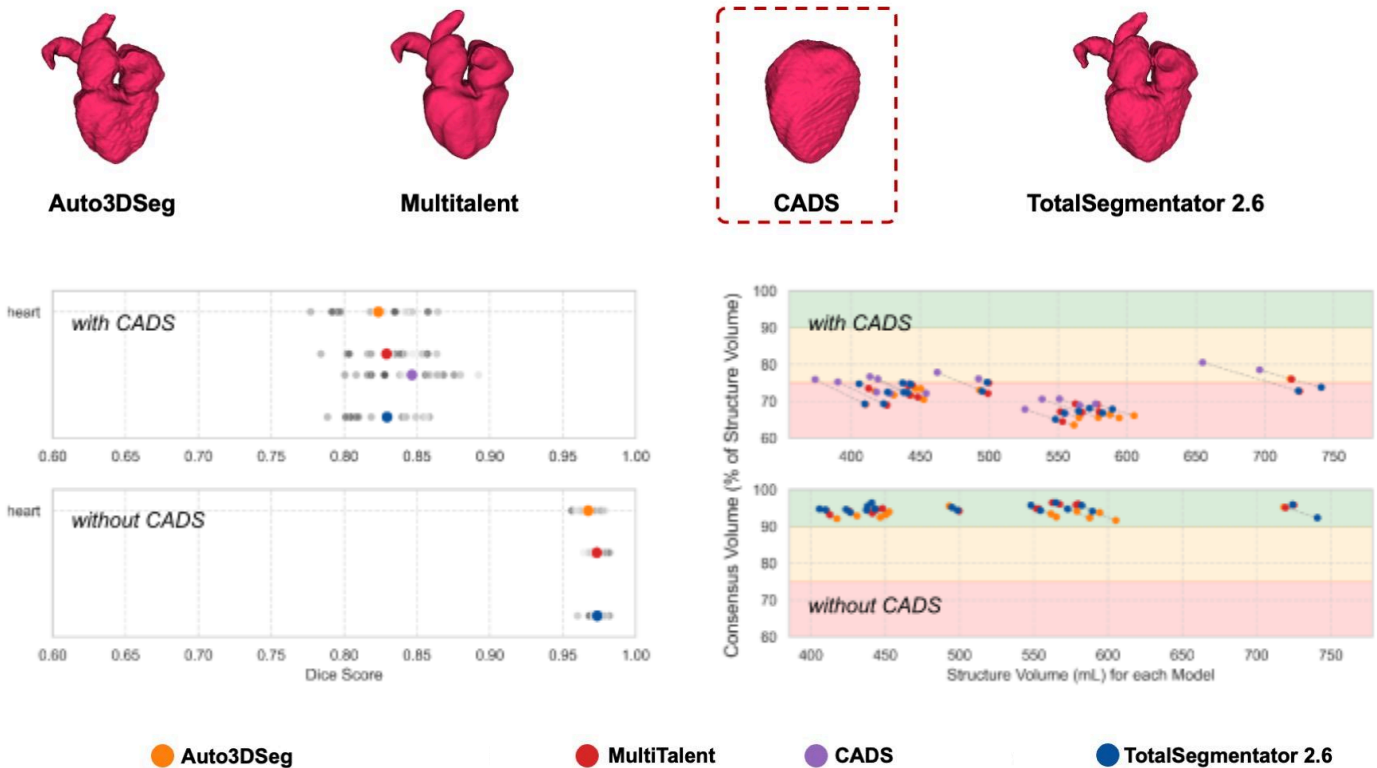 Auto3DSeg
Multitalent
CADS
TotalSegmentator 2.6
heart
with CADS
0.60 0.65 0.70 0.75 0.80 0.85 0.90 0.95 1.00
heart
without CADS
0.60 0.65 0.70 0.75 0.80 0.85 0.90 0.95 1.00
Dice Score
Consensus Volume (% of Structure Volume)
100
90
80
70
60
with CADS
400 450 500 550 600 650 700 750
100
90
80
70
60
without CADS
400 450 500 550 600 650 700 750
Structure Volume (mL) for each Model
Auto3DSeg
MultiTalent
CADS
TotalSegmentator 2.6